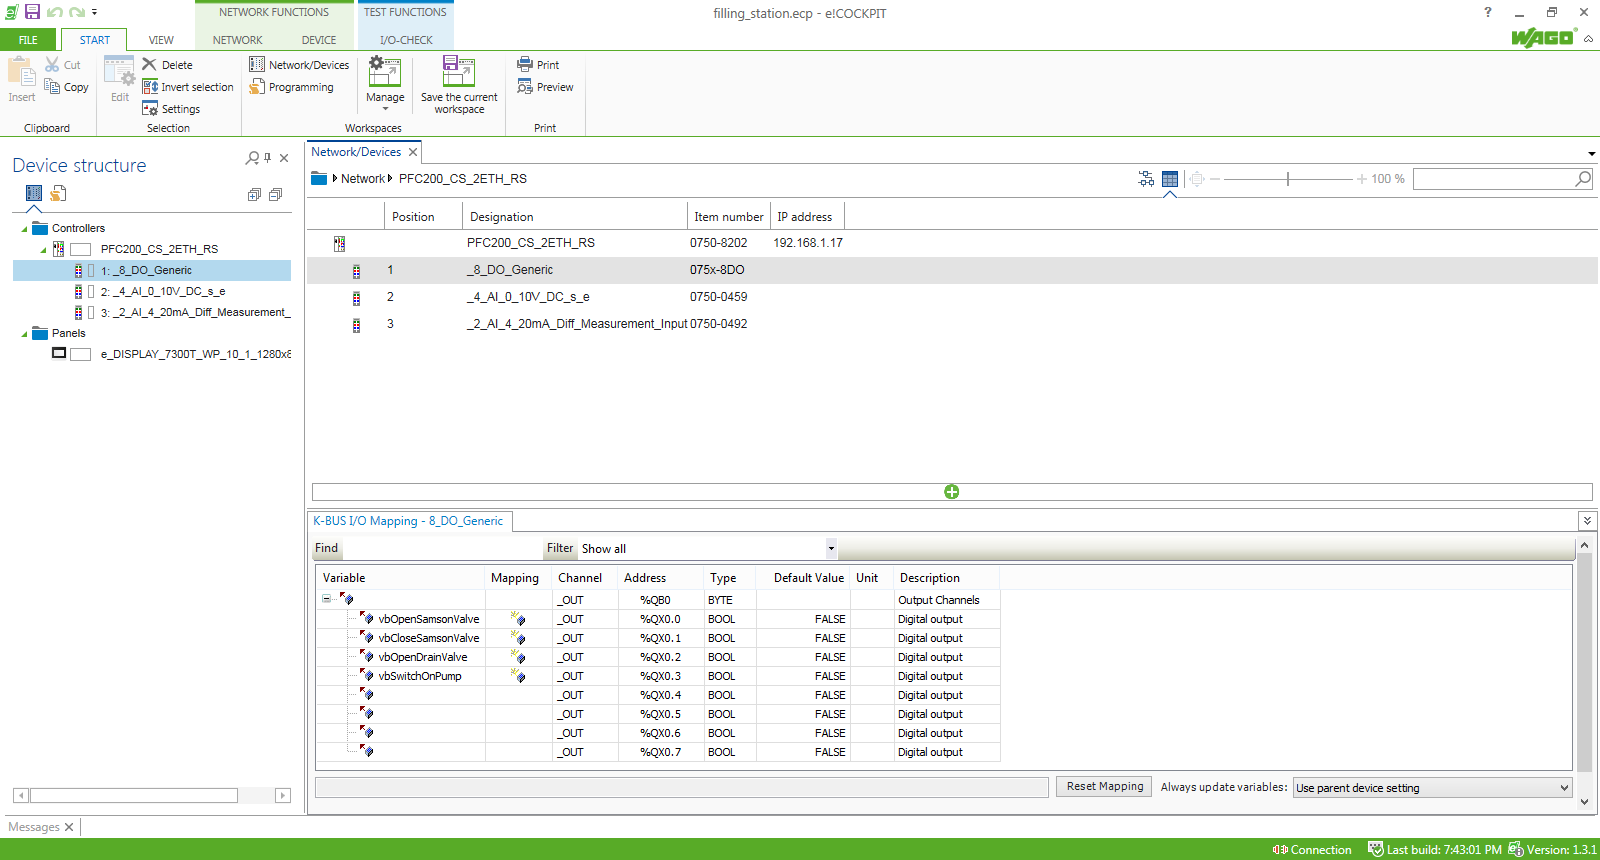 NETWORK FUNCTIONS TEST FUNCTIONS filling_station.ecp - e!COCKPIT ?
FILE START VIEW NETWORK DEVICE I/O-CHECK WAGO
Insert Cut Copy Edit Delete Invert selection Settings Network/Devices Programming Manage Save the current workspace Print Preview
Clipboard Selection Workspaces Print
Device structure
Controllers
PFC200_CS_2ETH_RS
1: _8_DO_Generic
2: _4_AI_0_10V_DC_s_e
3: _2_AI_4_20mA_Diff_Measurement_
Panels
e_DISPLAY_7300T_WP_10_1_1280x8
Network/Devices
Network PFC200_CS_2ETH_RS 100 %
Position Designation Item number IP address
PFC200_CS_2ETH_RS 0750-8202 192.168.1.17
1 _8_DO_Generic 075x-8DO
2 _4_AI_0_10V_DC_s_e 0750-0459
3 _2_AI_4_20mA_Diff_Measurement_Input 0750-0492
K-BUS I/O Mapping - 8_DO_Generic
Find Filter Show all
Variable Mapping Channel Address Type Default Value Unit Description
_OUT %QB0 BYTE Output Channels
vbOpenSamsonValve _OUT %QX0.0 BOOL FALSE Digital output
vbCloseSamsonValve _OUT %QX0.1 BOOL FALSE Digital output
vbOpenDrainValve _OUT %QX0.2 BOOL FALSE Digital output
vbSwitchOnPump _OUT %QX0.3 BOOL FALSE Digital output
_OUT %QX0.4 BOOL FALSE Digital output
_OUT %QX0.5 BOOL FALSE Digital output
_OUT %QX0.6 BOOL FALSE Digital output
_OUT %QX0.7 BOOL FALSE Digital output
Reset Mapping Always update variables: Use parent device setting
Messages
Connection Last build: 7:43:01 PM Version: 1.3.1